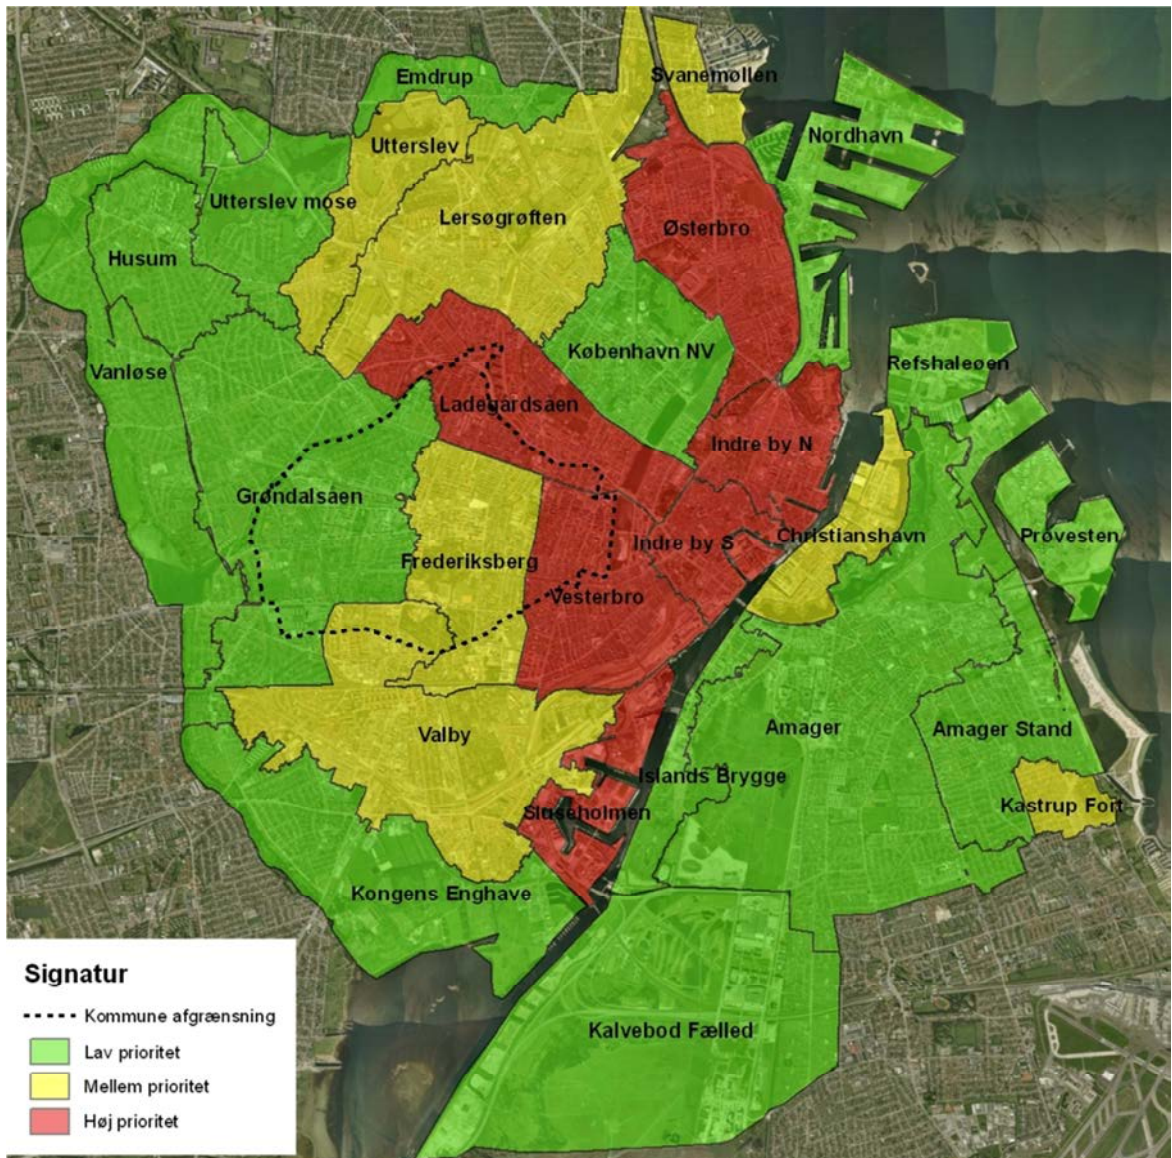 Emdrup
Svanemøllen
Nordhavn
Utterslev
Utterslev mose
Lersøgrøften
Østerbro
Husum
København NV
Refshaleøen
Vanløse
Ladegårdsåen
Indre by N
Grøndalsåen
Christianshavn
Prøvesten
Indre by S
Frederiksberg
Vesterbro
Valby
Amager
Amager Stand
Islands Brygge
Kastrup Fort
Sluseholmen
Kongens Enghave
Kalvebod Fælled
Signatur
Kommune afgrænsning
Lav prioritet
Mellem prioritet
Høj prioritet